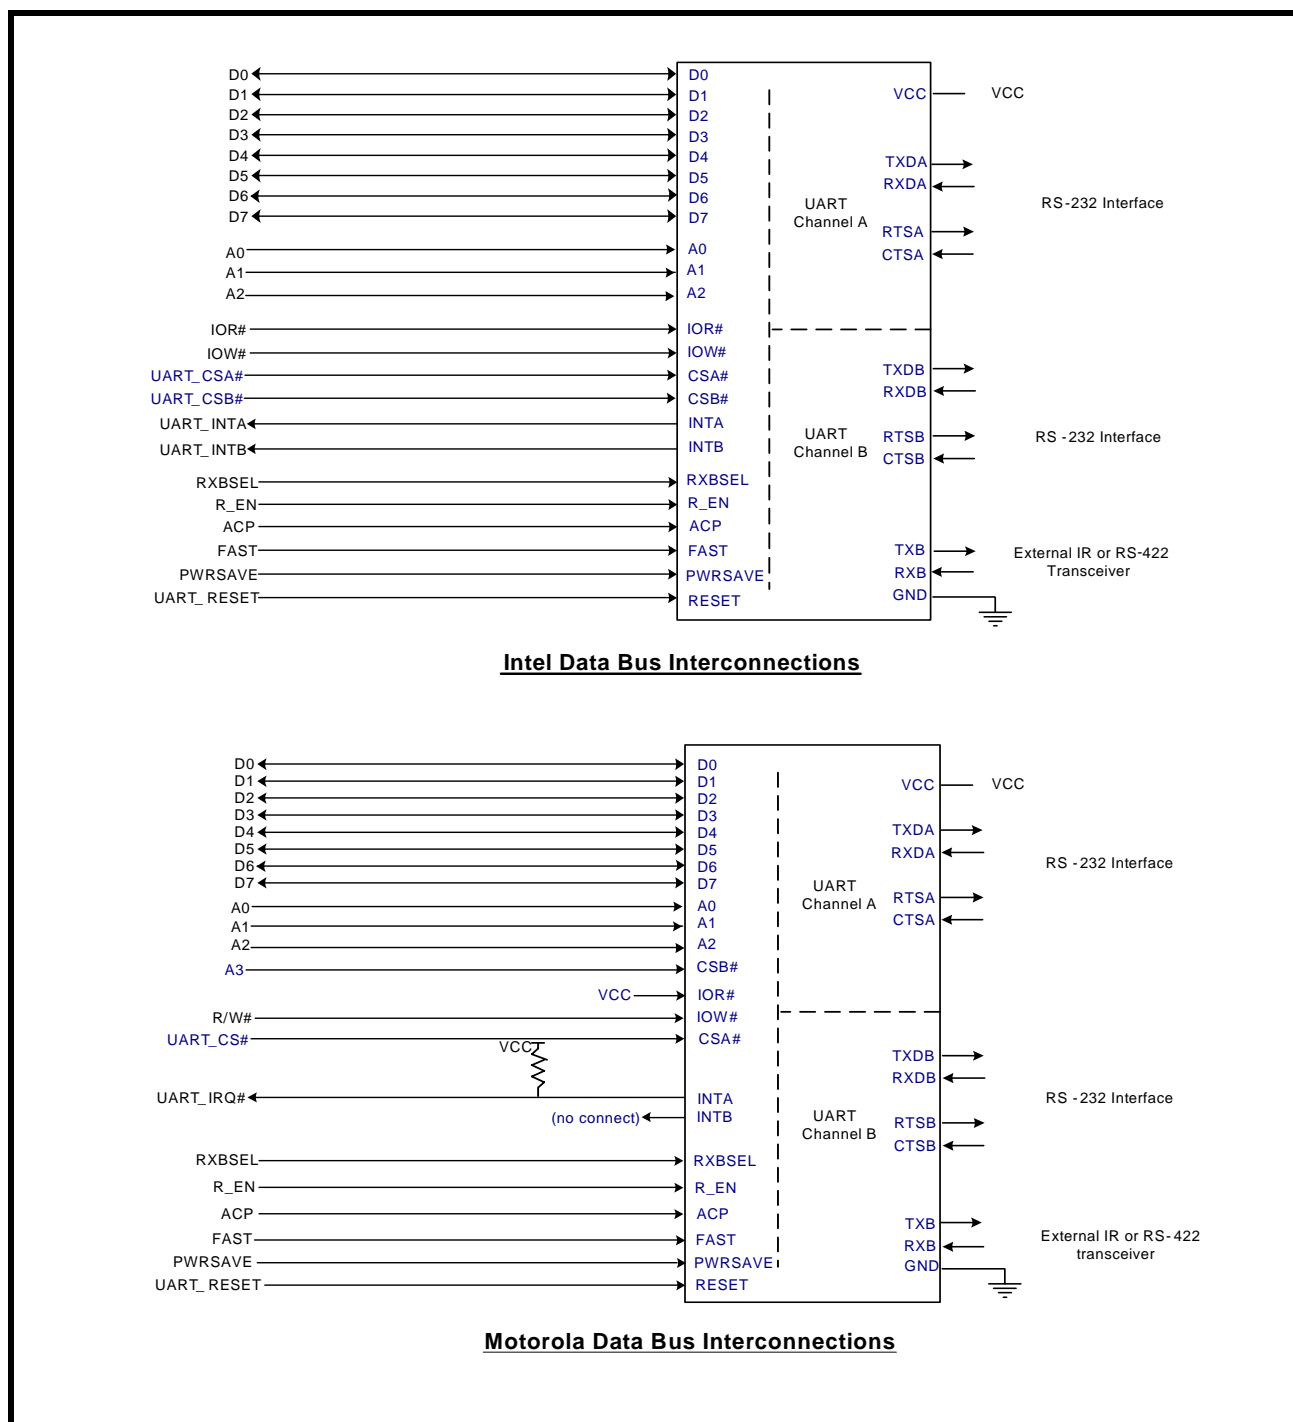 D0 D0
D1 D1 VCC VCC
D2 D2
D3 D3
D4 D4 TXDA
D5 D5 RXDA
D6 D6 UART RS-232 Interface
D7 D7 Channel A
RTSA
A0 A0 CTSA
A1 A1
A2 A2
IOR# IOR#
IOW# IOW#
UART_CSA# CSA# TXDB
UART_CSB# CSB# RXDB
UART_INTA INTA UART RTSB RS-232 Interface
UART_INTB INTB Channel B CTSB
RXBSEL RXBSEL
R_EN R_EN
ACP ACP
FAST FAST TXB External IR or RS-422
PWRSAVE PWRSAVE RXB Transceiver
UART_RESET RESET GND
Intel Data Bus Interconnections
D0 D0
D1 D1 VCC VCC
D2 D2
D3 D3
D4 D4 TXDA
D5 D5 RXDA RS-232 Interface
D6 D6
D7 D7 UART
A0 A0 Channel A RTSA
A1 A1 CTSA
A2 A2
A3 CSB#
VCC IOR#
R/W# IOW#
UART_CS# CSA#
VCC TXDB
RXDB
UART_IRQ# INTA RS-232 Interface
(no connect) INTB UART RTSB
Channel B CTSB
RXBSEL RXBSEL
R_EN R_EN
ACP ACP TXB
FAST FAST RXB External IR or RS-422
PWRSAVE PWRSAVE GND transceiver
UART_RESET RESET
Motorola Data Bus Interconnections